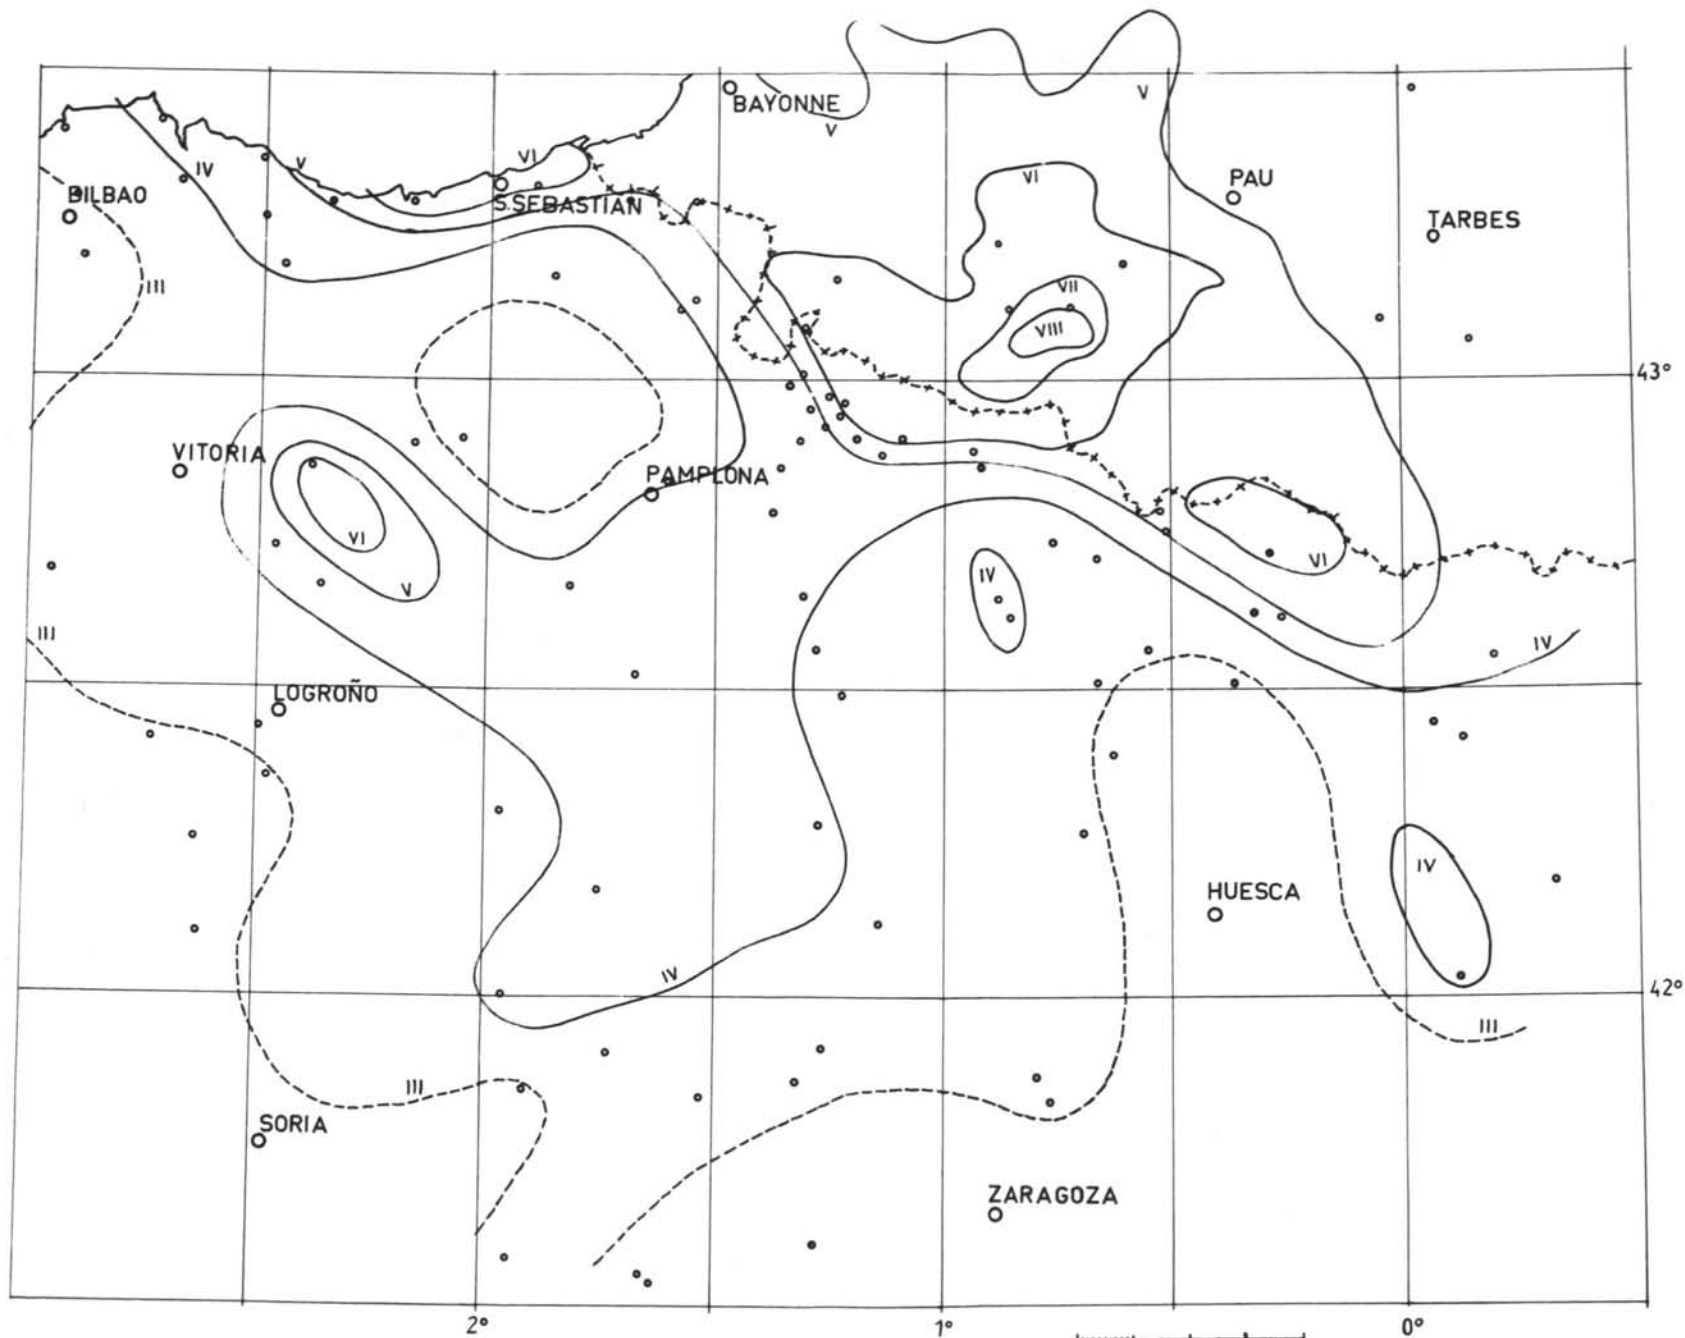 BAYONNE
V
V
VI
V
IV
VI
PAU
BILBAO
S.SEBASTIAN
TARBES
III
VII
VIII
43°
VITORIA
PAMPLONA
VI
V
VI
IV
III
IV
LOGROÑO
IV
HUESCA
IV
42°
III
III
SORIA
ZARAGOZA
2°
1°
0°